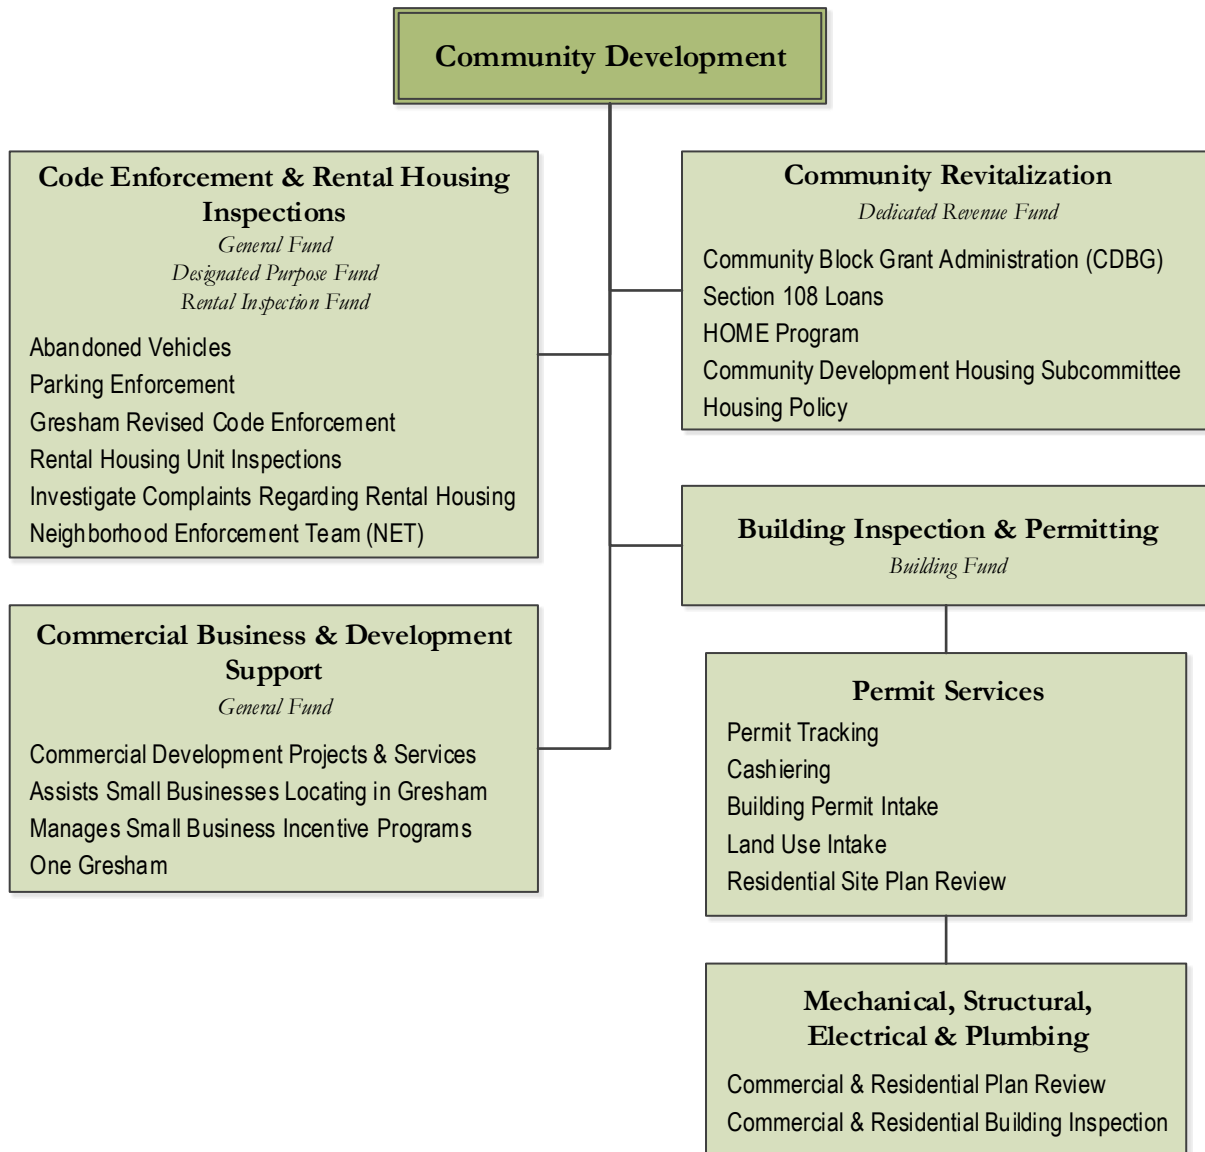 Community Development
Code Enforcement & Rental Housing
Inspections
General Fund
Designated Purpose Fund
Rental Inspection Fund
Abandoned Vehicles
Parking Enforcement
Gresham Revised Code Enforcement
Rental Housing Unit Inspections
Investigate Complaints Regarding Rental Housing
Neighborhood Enforcement Team (NET)
Community Revitalization
Dedicated Revenue Fund
Community Block Grant Administration (CDBG)
Section 108 Loans
HOME Program
Community Development Housing Subcommittee
Housing Policy
Commercial Business & Development
Support
General Fund
Commercial Development Projects & Services
Assists Small Businesses Locating in Gresham
Manages Small Business Incentive Programs
One Gresham
Building Inspection & Permitting
Building Fund
Permit Services
Permit Tracking
Cashiering
Building Permit Intake
Land Use Intake
Residential Site Plan Review
Mechanical, Structural,
Electrical & Plumbing
Commercial & Residential Plan Review
Commercial & Residential Building Inspection